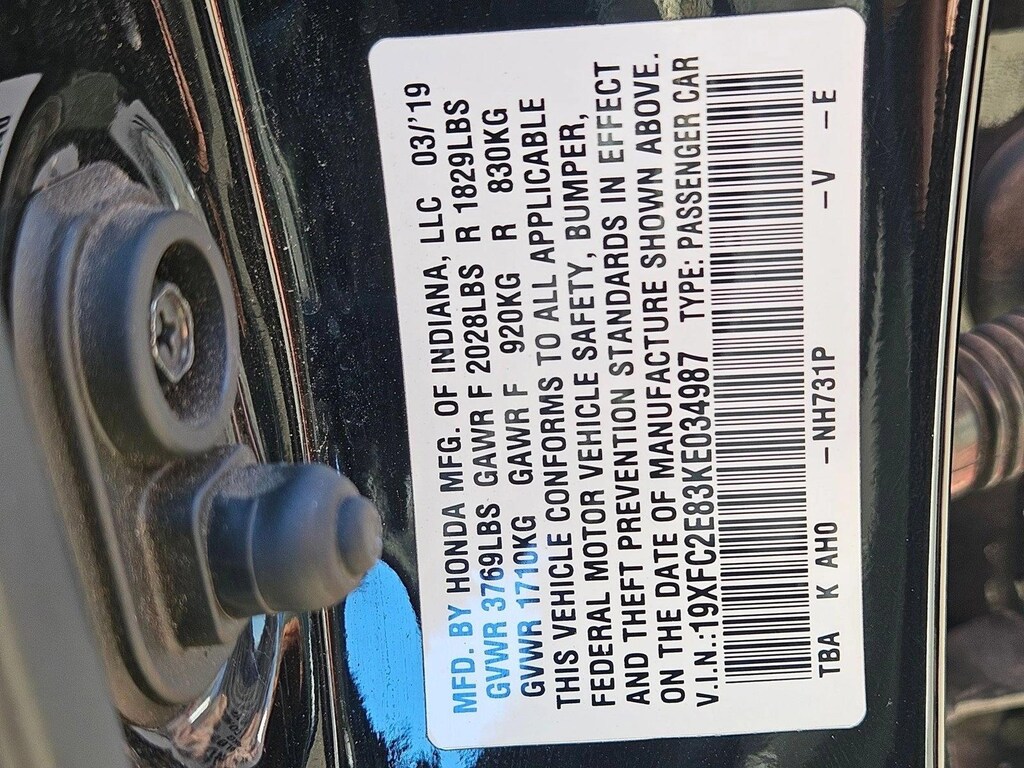 MFD. BY HONDA MFG. OF INDIANA, LLC 03/'19
GVWR 3769LBS GAWR F 2028LBS R 1829LBS
GVWR 1710KG GAWR F 920KG R 830KG
THIS VEHICLE CONFORMS TO ALL APPLICABLE
FEDERAL MOTOR VEHICLE SAFETY, BUMPER,
AND THEFT PREVENTION STANDARDS IN EFFECT
ON THE DATE OF MANUFACTURE SHOWN ABOVE.
V.I.N.:19XFC2E83KE034987 TYPE: PASSENGER CAR
TBA K AH0 –NH731P –V –E